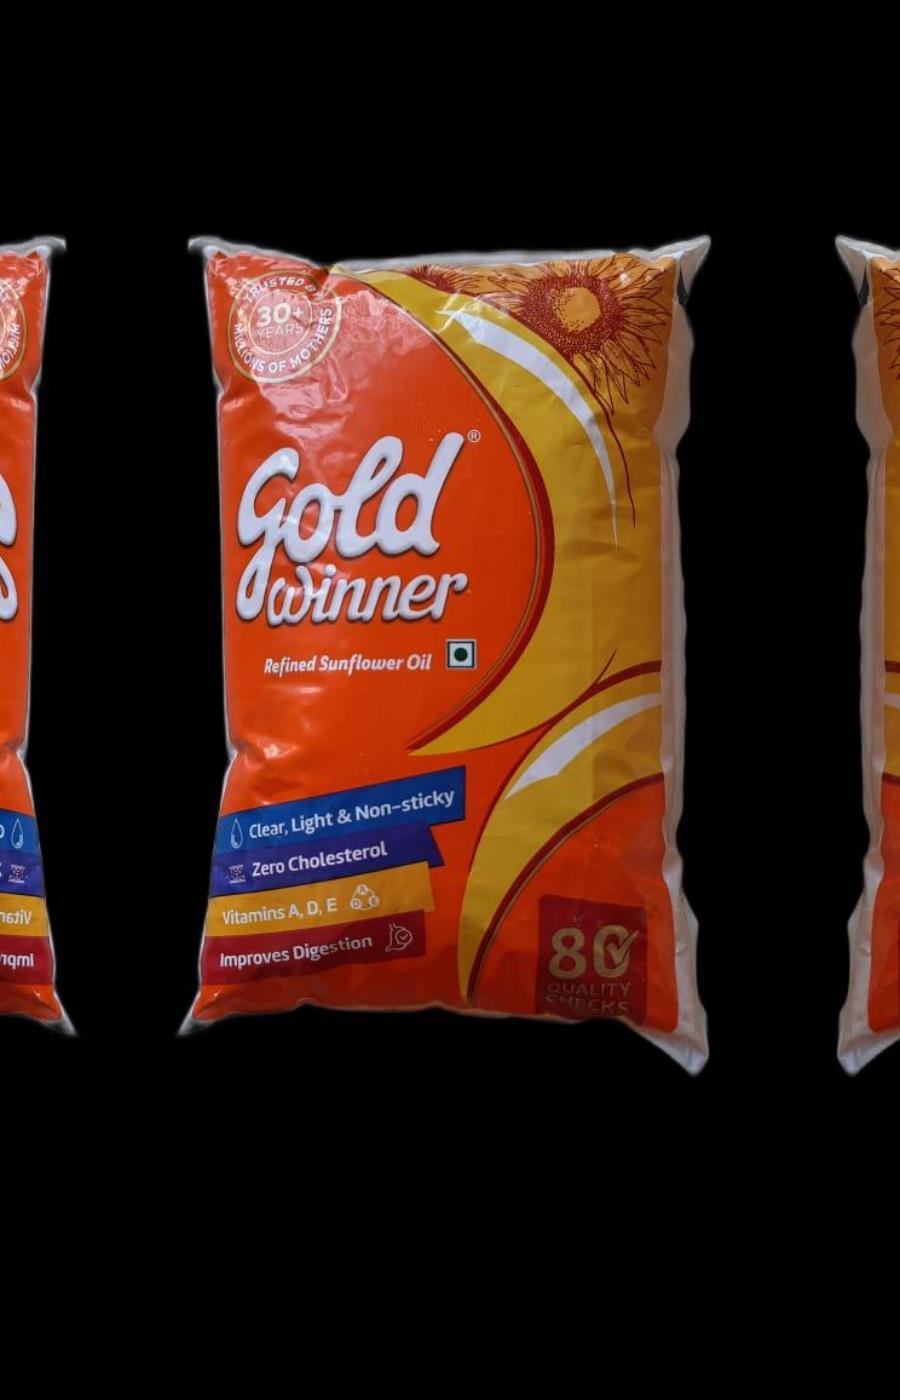 TRUSTED B
30+
YEARS
MILLIONS OF MOTHERS
Gold®
Winner
Refined Sunflower Oil
Clear, Light & Non-sticky
Zero Cholesterol
Vitamins A, D, E
A
D E
Improves Digestion
80
QUALITY
CHECKS